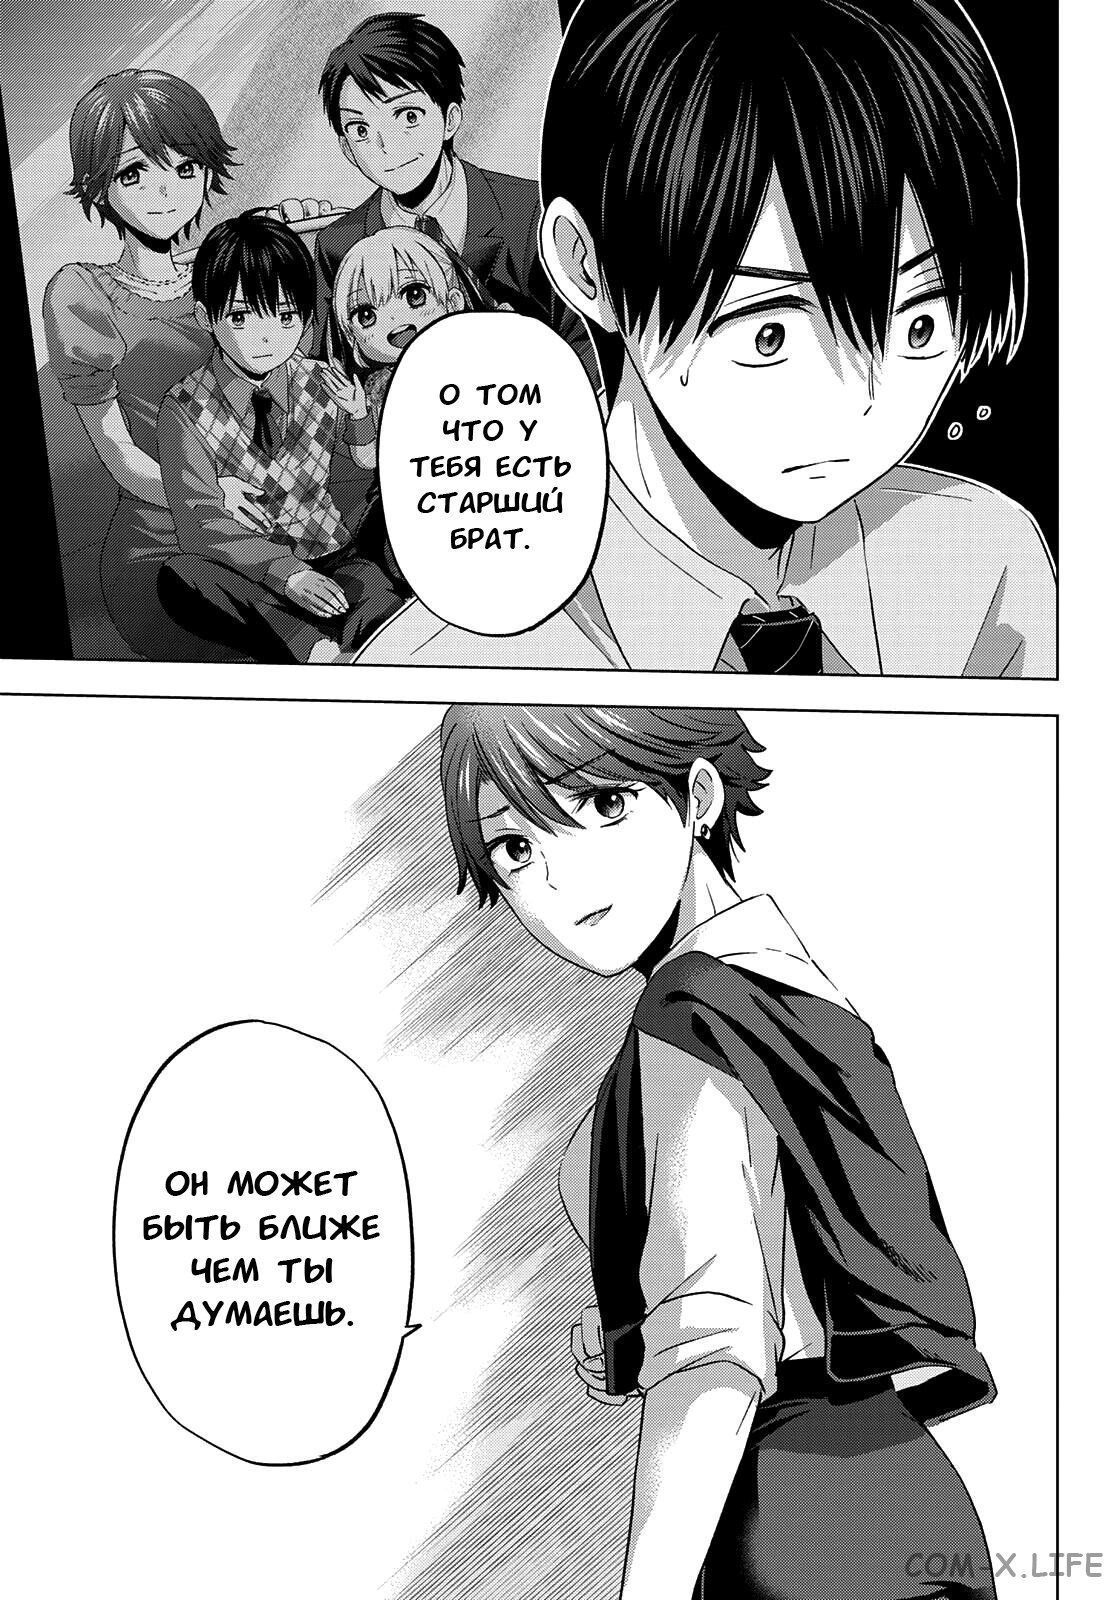 О ТОМ
ЧТО У
ТЕБЯ ЕСТЬ
СТАРШИЙ
БРАТ.
ОН МОЖЕТ
БЫТЬ БЛИЖЕ
ЧЕМ ТЫ
ДУМАЕШЬ.
COM-X.LIFE